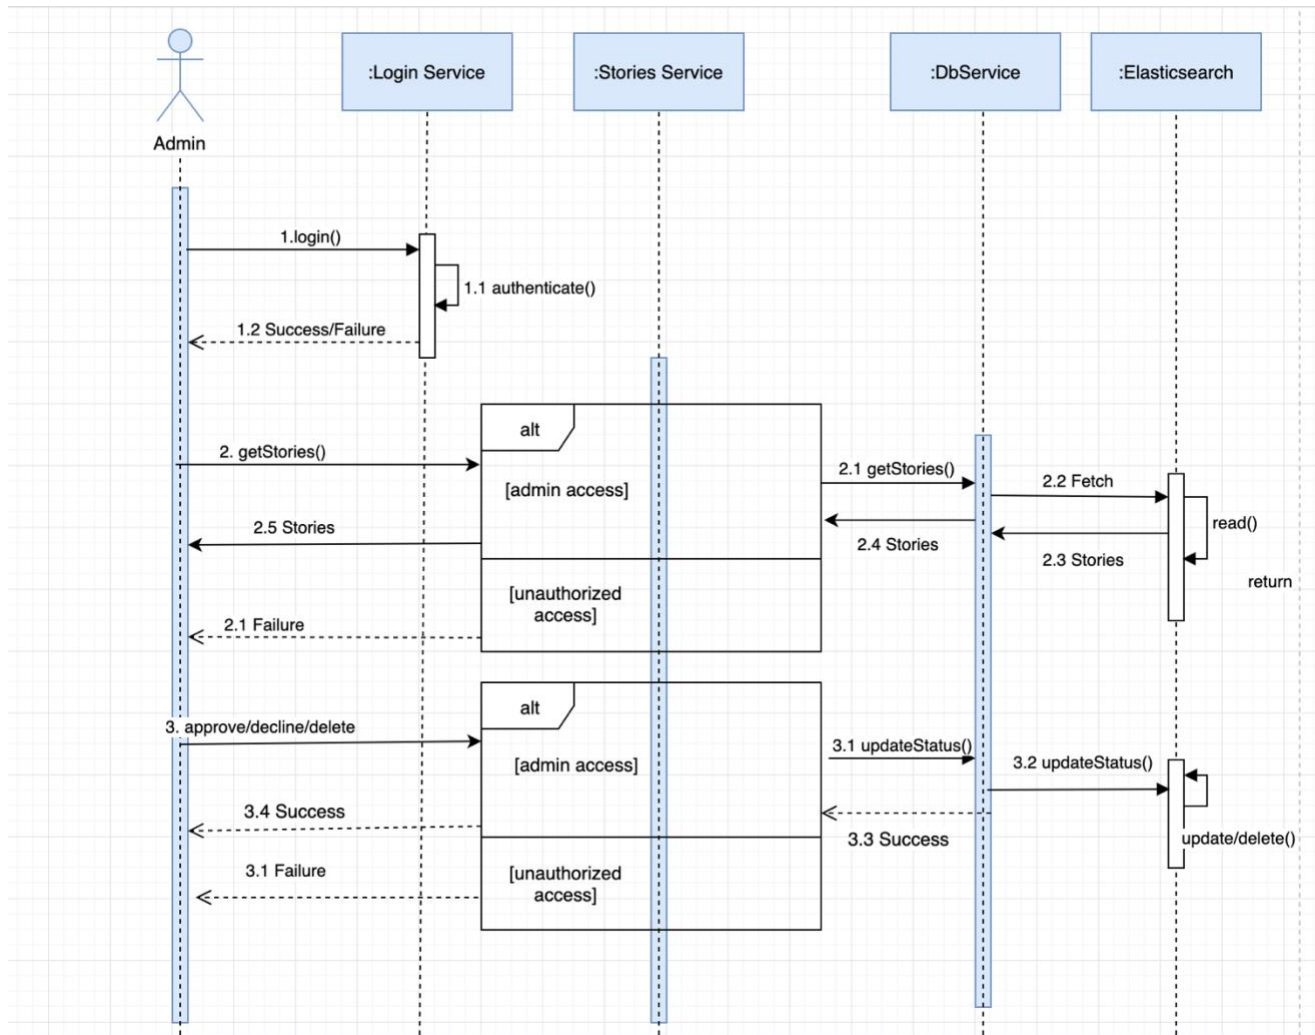 :Login Service
:Stories Service
:DbService
:Elasticsearch
Admin
1.login()
1.1 authenticate()
1.2 Success/Failure
alt
2. getStories()
[admin access]
2.1 getStories()
2.2 Fetch
read()
2.5 Stories
2.4 Stories
2.3 Stories
return
[unauthorized
access]
2.1 Failure
alt
3. approve/decline/delete
[admin access]
3.1 updateStatus()
3.2 updateStatus()
3.4 Success
3.3 Success
update/delete()
3.1 Failure
[unauthorized
access]